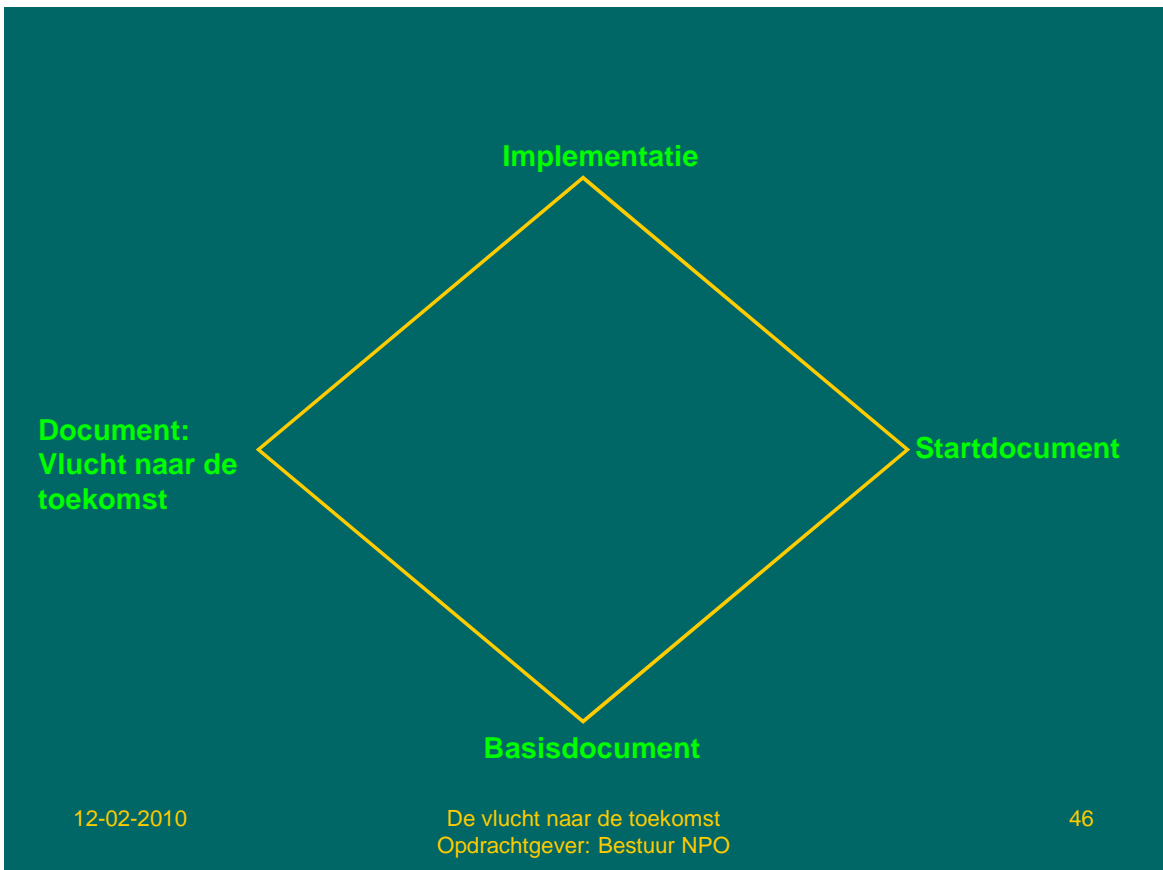 Implementatie
Document:
Vlucht naar de
toekomst
Startdocument
Basisdocument
12-02-2010
De vlucht naar de toekomst
Opdrachtgever: Bestuur NPO
46